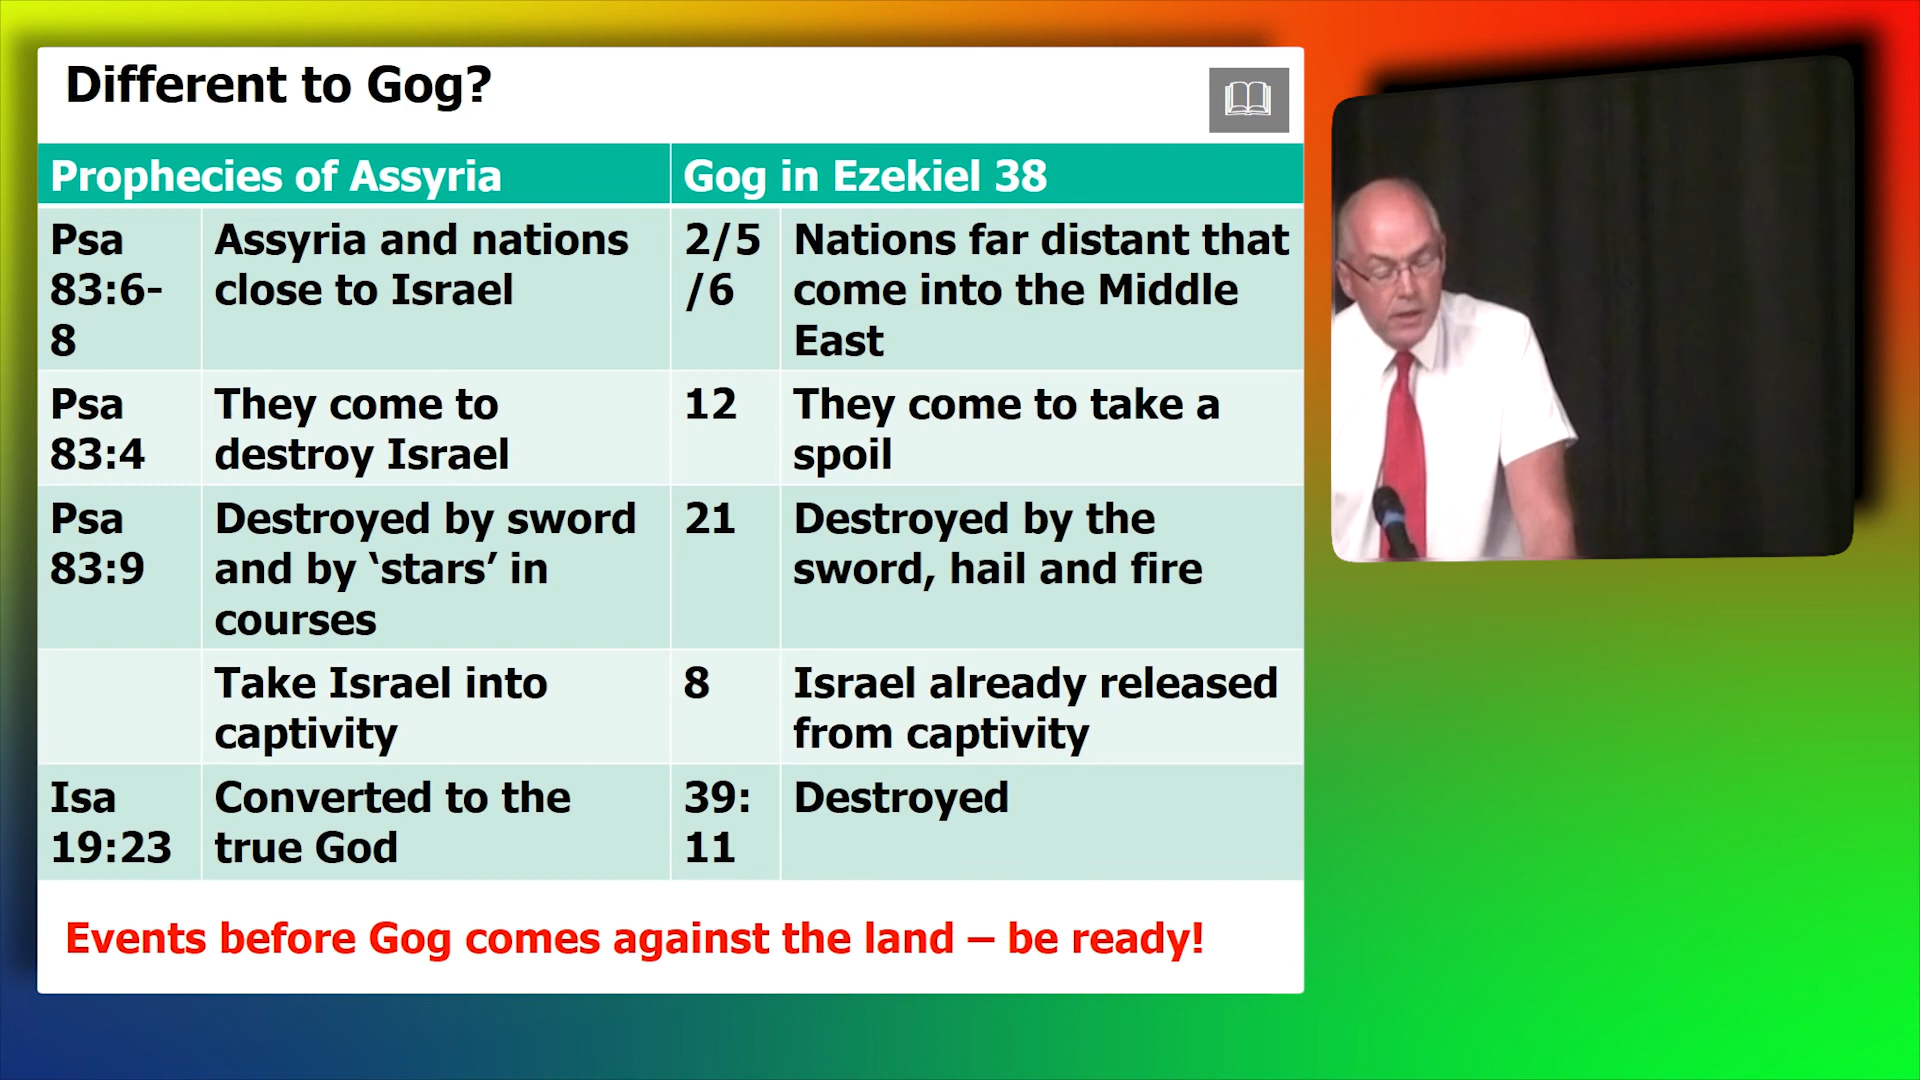 Different to Gog?
Prophecies of Assyria
Gog in Ezekiel 38
Psa
83:6-
8
Assyria and nations
close to Israel
2/5
/6
Nations far distant that
come into the Middle
East
Psa
83:4
They come to
destroy Israel
12
They come to take a
spoil
Psa
83:9
Destroyed by sword
and by ‘stars’ in
courses
21
Destroyed by the
sword, hail and fire
Take Israel into
captivity
8
Israel already released
from captivity
Isa
19:23
Converted to the
true God
39:
11
Destroyed
Events before Gog comes against the land – be ready!